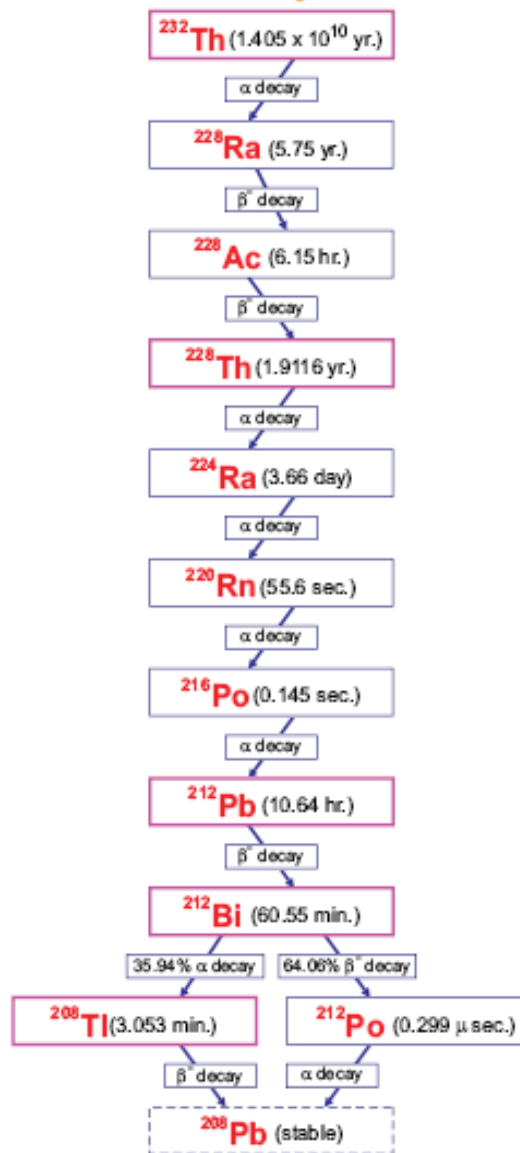 ²³²Th (1.405 x 10¹⁰ yr.)
α decay
²²⁸Ra (5.75 yr.)
β⁻ decay
²²⁸Ac (6.15 hr.)
β⁻ decay
²²⁸Th (1.9116 yr.)
α decay
²²⁴Ra (3.66 day)
α decay
²²⁰Rn (55.6 sec.)
α decay
²¹⁶Po (0.145 sec.)
α decay
²¹²Pb (10.64 hr.)
β⁻ decay
²¹²Bi (60.55 min.)
35.94% α decay 64.06% β⁻ decay
²⁰⁸Tl (3.053 min.) ²¹²Po (0.299 μ sec.)
β⁻ decay α decay
²⁰⁸Pb (stable)